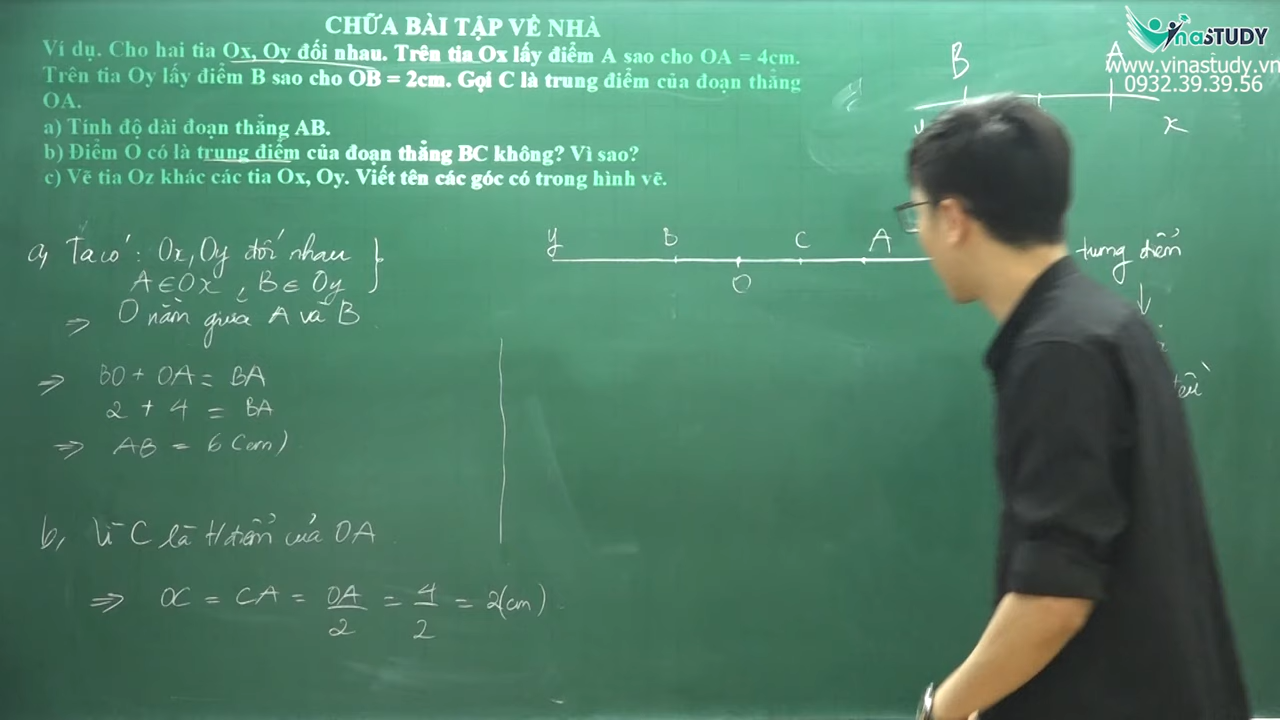 CHỮA BÀI TẬP VỀ NHÀ
Ví dụ. Cho hai tia Ox, Oy đối nhau. Trên tia Ox lấy điểm A sao cho OA = 4cm.
Trên tia Oy lấy điểm B sao cho OB = 2cm. Gọi C là trung điểm của đoạn thẳng
OA.
a) Tính độ dài đoạn thẳng AB.
b) Điểm O có là trung điểm của đoạn thẳng BC không? Vì sao?
c) Vẽ tia Oz khác các tia Ox, Oy. Viết tên các góc có trong hình vẽ.
VinaSTUDY
www.vinastudy.vn
0932.39.39.56
B A
x
a, Ta có : Ox, Oy đối nhau
A ∈ Ox, B ∈ Oy
⇒ O nằm giữa A và B
⇒ BO + OA = BA
2 + 4 = BA
⇒ AB = 6 (cm)
b, Vì C là t/điểm của OA
⇒ OC = CA = OA/2 = 4/2 = 2(cm)
y B C A
O
trung điểm
↓